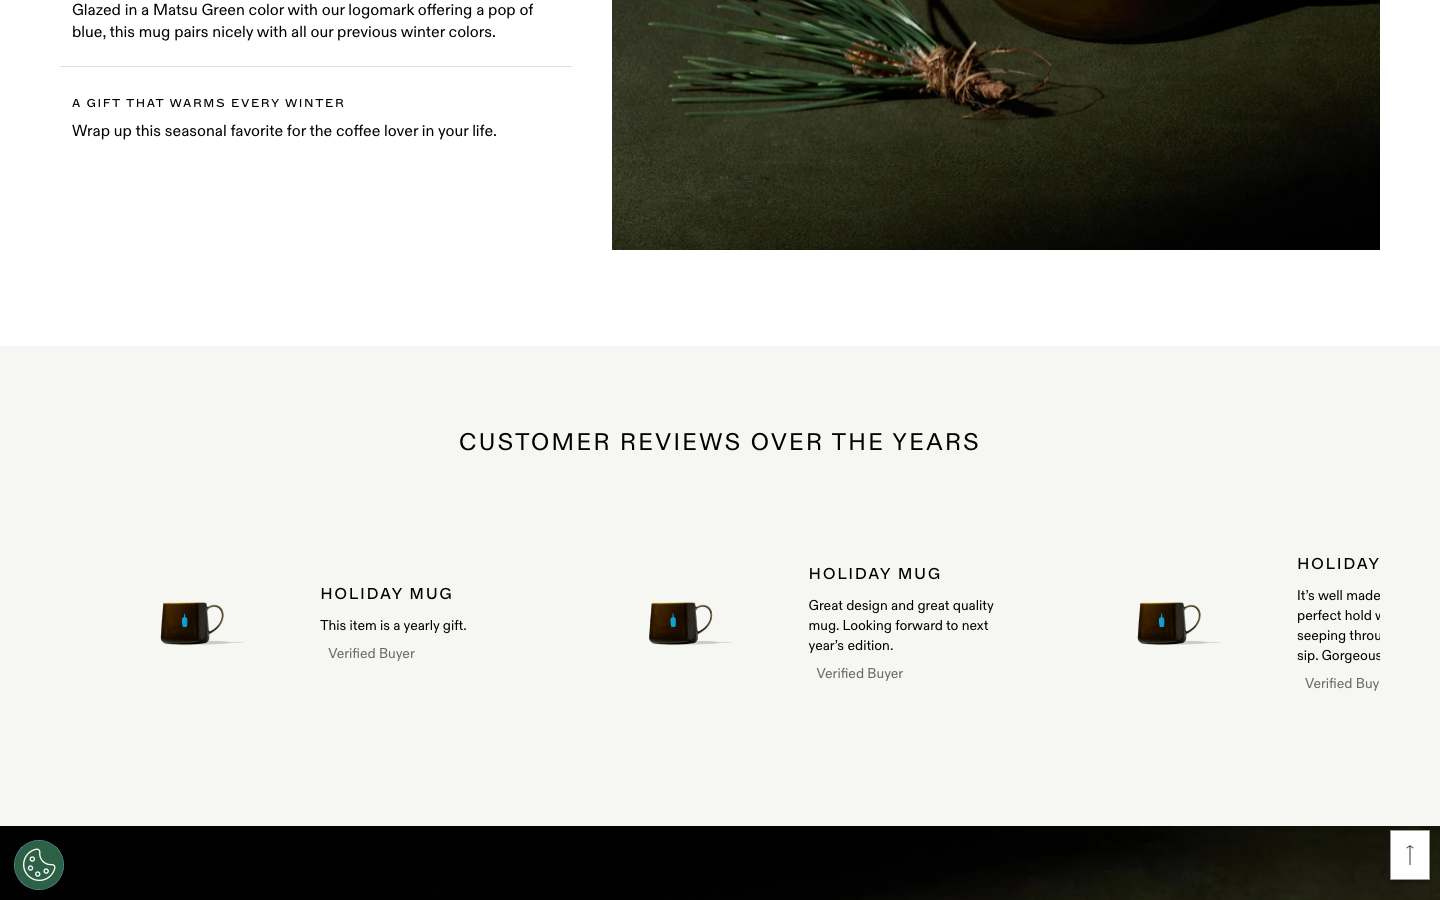 Glazed in a Matsu Green color with our logomark offering a pop of
blue, this mug pairs nicely with all our previous winter colors.
A GIFT THAT WARMS EVERY WINTER
Wrap up this seasonal favorite for the coffee lover in your life.
CUSTOMER REVIEWS OVER THE YEARS
HOLIDAY MUG
This item is a yearly gift.
Verified Buyer
HOLIDAY MUG
Great design and great quality
mug. Looking forward to next
year’s edition.
Verified Buyer
HOLIDAY
It’s well made
perfect hold
seeping throu
sip. Gorgeous
Verified Buy